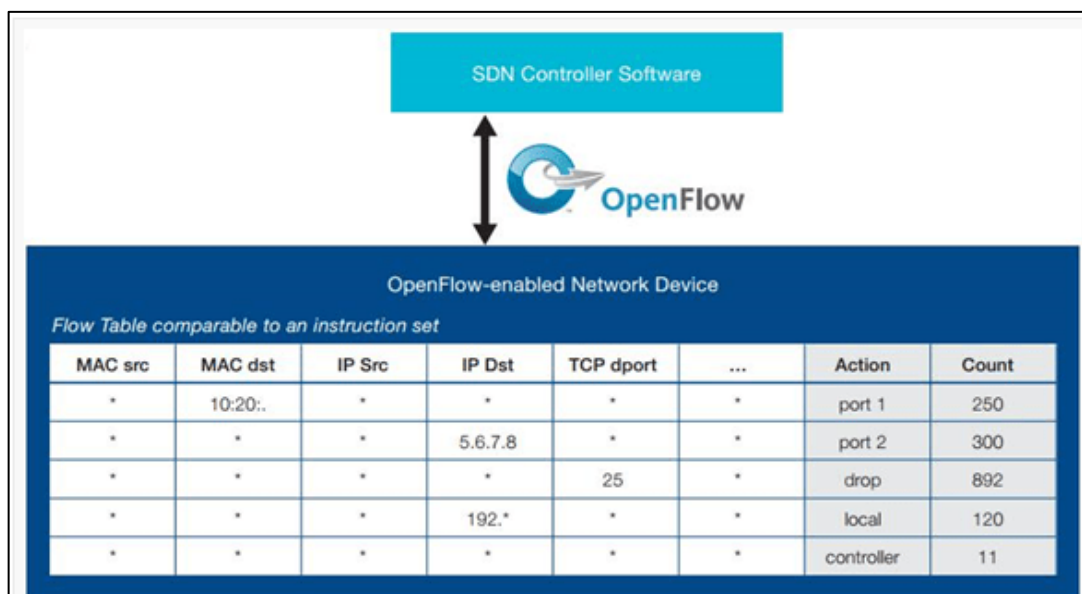 SDN Controller Software
OpenFlow
OpenFlow-enabled Network Device
Flow Table comparable to an instruction set
MAC src MAC dst IP Src IP Dst TCP dport ... Action Count
* 10:20:. * * * * port 1 250
* * * 5.6.7.8 * * port 2 300
* * * * 25 * drop 892
* * * 192.* * * local 120
* * * * * * controller 11